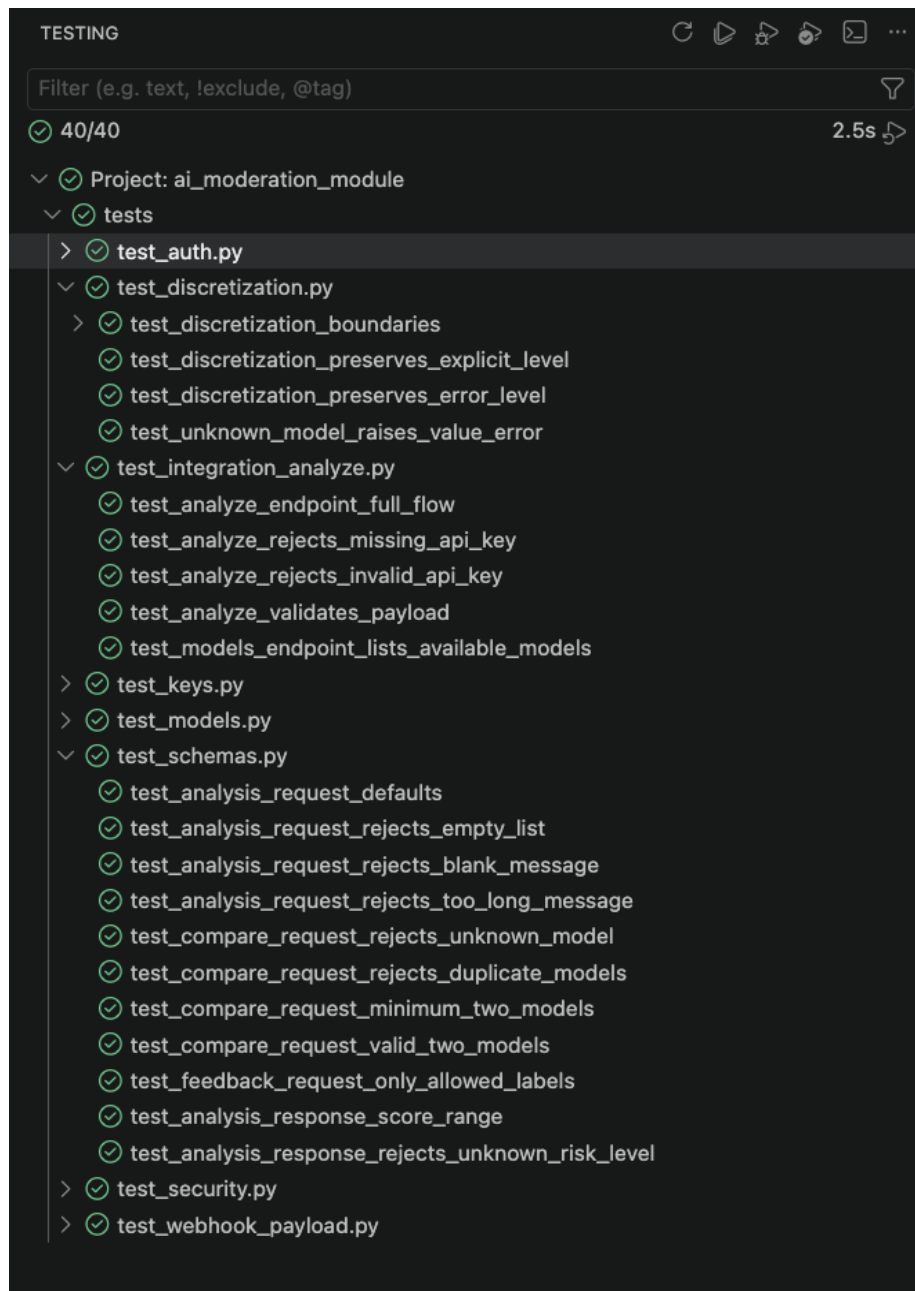 TESTING
Filter (e.g. text, !exclude, @tag)
40/40 2.5s
Project: ai_moderation_module
tests
test_auth.py
test_discretization.py
test_discretization_boundaries
test_discretization_preserves_explicit_level
test_discretization_preserves_error_level
test_unknown_model_raises_value_error
test_integration_analyze.py
test_analyze_endpoint_full_flow
test_analyze_rejects_missing_api_key
test_analyze_rejects_invalid_api_key
test_analyze_validates_payload
test_models_endpoint_lists_available_models
test_keys.py
test_models.py
test_schemas.py
test_analysis_request_defaults
test_analysis_request_rejects_empty_list
test_analysis_request_rejects_blank_message
test_analysis_request_rejects_too_long_message
test_compare_request_rejects_unknown_model
test_compare_request_rejects_duplicate_models
test_compare_request_minimum_two_models
test_compare_request_valid_two_models
test_feedback_request_only_allowed_labels
test_analysis_response_score_range
test_analysis_response_rejects_unknown_risk_level
test_security.py
test_webhook_payload.py